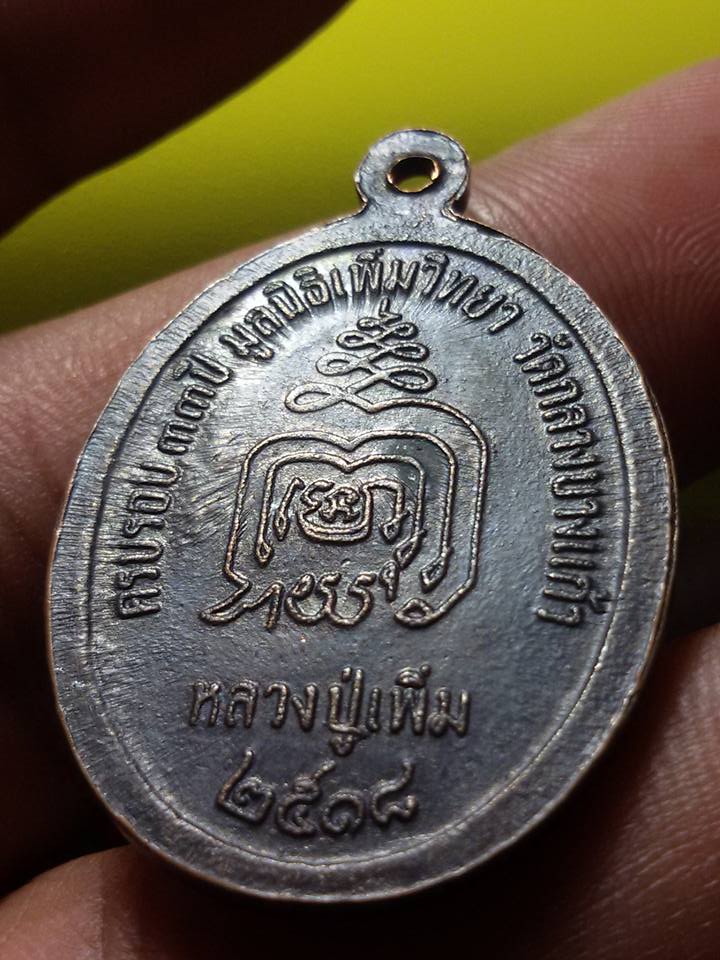 ครบรอบ ๓๓ปี มูลนิธิเพิ่มวิทยา วัดกลางบางแก้ว
หลวงปู่เพิ่ม
๒๕๑๘